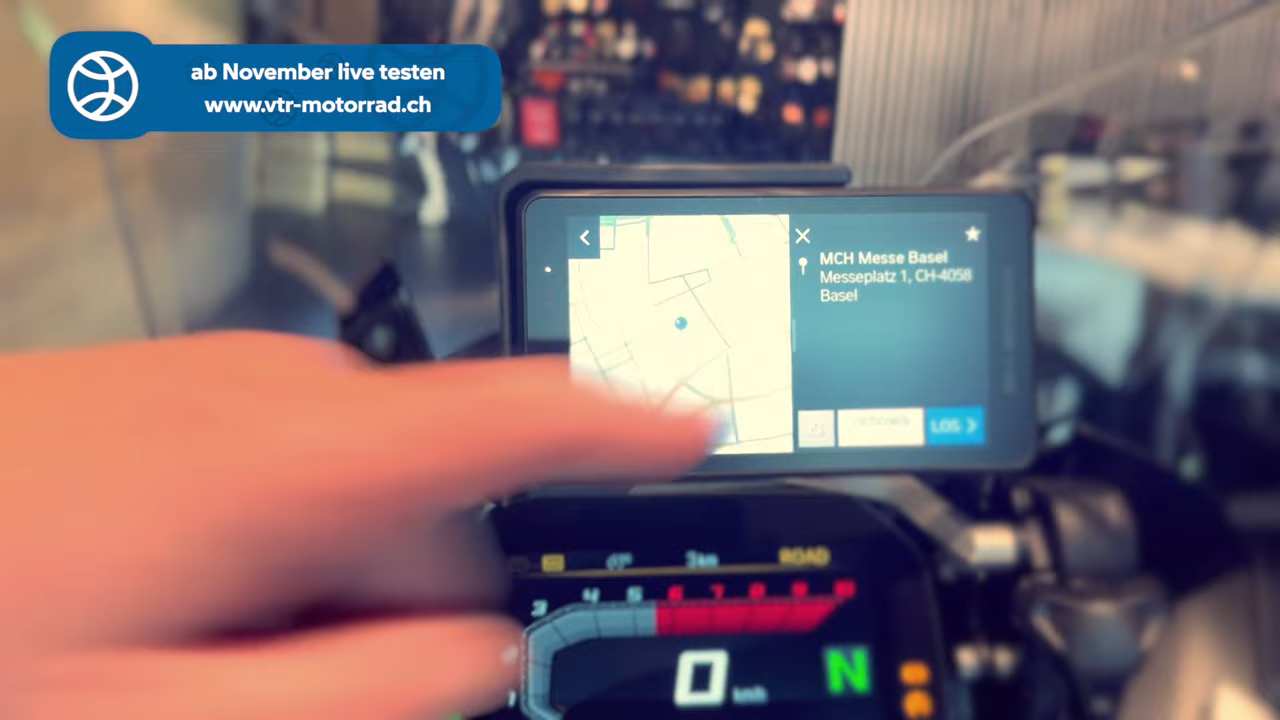 ab November live testen
www.vtr-motorrad.ch
MCH Messe Basel
Messeplatz 1, CH-4058
Basel
LOS
3km
ROAD
3 4 5 6 7 8 9 10
0 km/h
N